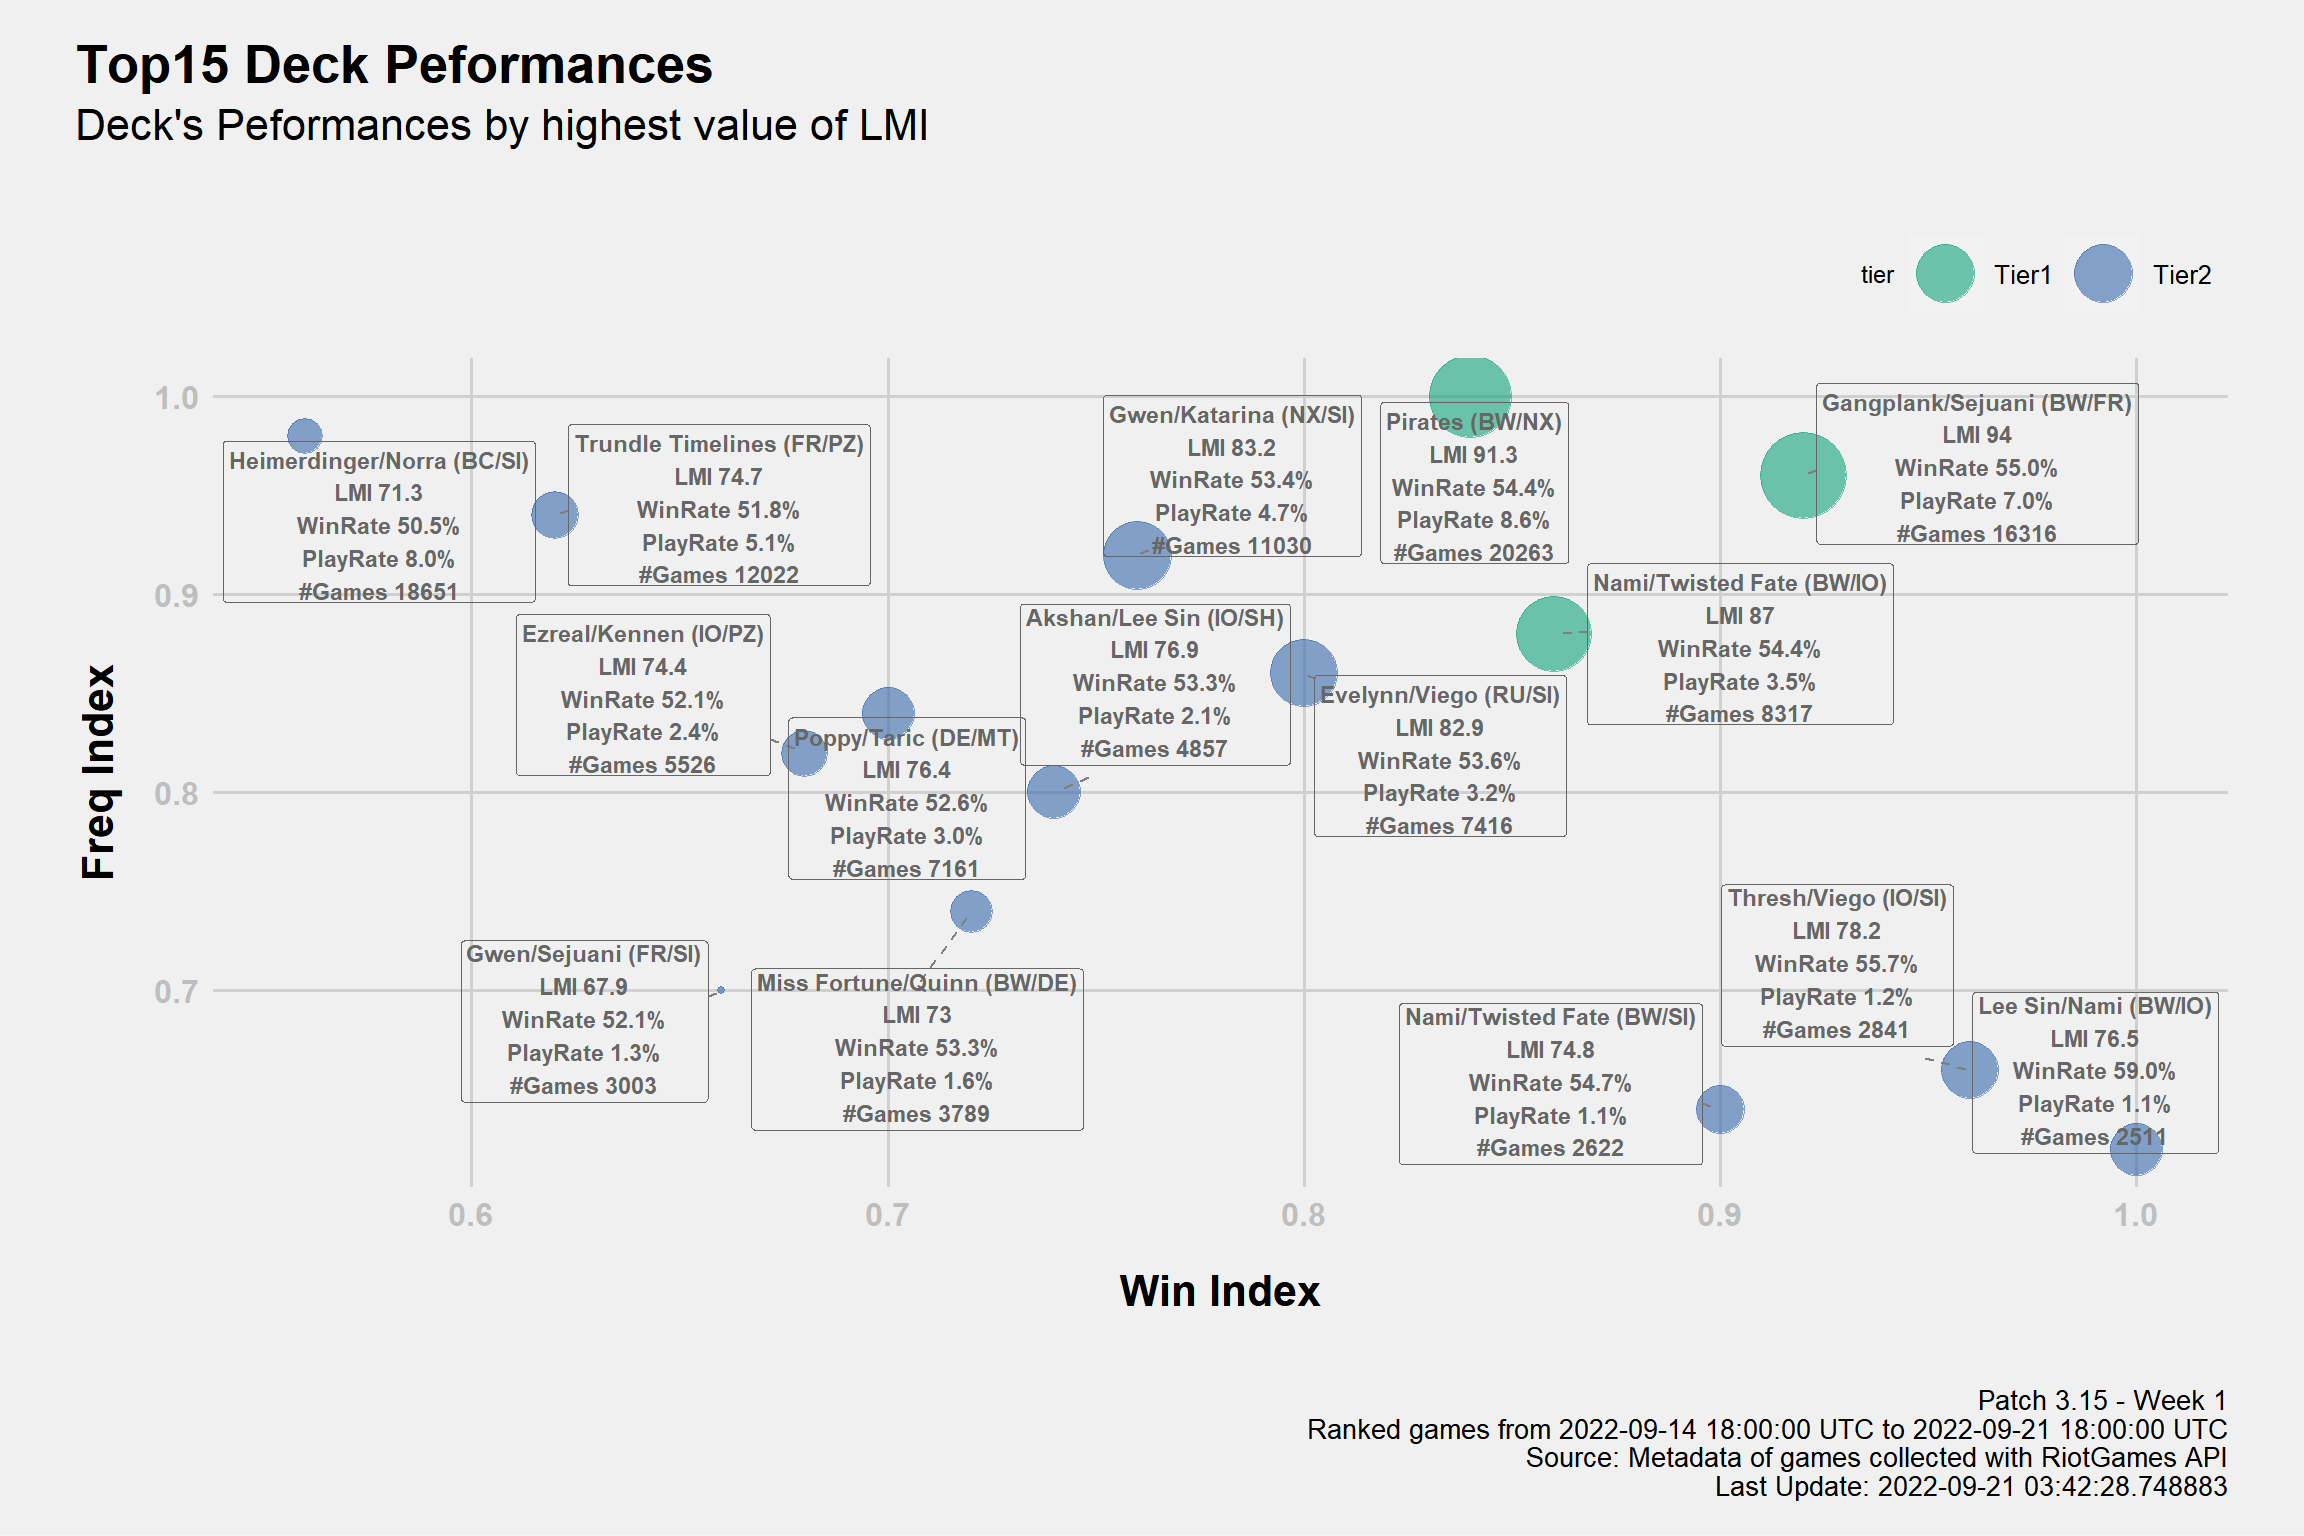 Top15 Deck Peformances
Deck's Peformances by highest value of LMI
tier
Tier1
Tier2
Freq Index
1.0
0.9
0.8
0.7
Heimerdinger/Norra (BC/SI)
LMI 71.3
WinRate 50.5%
PlayRate 8.0%
#Games 18651
Trundle Timelines (FR/PZ)
LMI 74.7
WinRate 51.8%
PlayRate 5.1%
#Games 12022
Gwen/Katarina (NX/SI)
LMI 83.2
WinRate 53.4%
PlayRate 4.7%
#Games 11030
Pirates (BW/NX)
LMI 91.3
WinRate 54.4%
PlayRate 8.6%
#Games 20263
Gangplank/Sejuani (BW/FR)
LMI 94
WinRate 55.0%
PlayRate 7.0%
#Games 16316
Ezreal/Kennen (IO/PZ)
LMI 74.4
WinRate 52.1%
PlayRate 2.4%
#Games 5526
Poppy/Taric (DE/MT)
LMI 76.4
WinRate 52.6%
PlayRate 3.0%
#Games 7161
Akshan/Lee Sin (IO/SH)
LMI 76.9
WinRate 53.3%
PlayRate 2.1%
#Games 4857
Evelynn/Viego (RU/SI)
LMI 82.9
WinRate 53.6%
PlayRate 3.2%
#Games 7416
Nami/Twisted Fate (BW/IO)
LMI 87
WinRate 54.4%
PlayRate 3.5%
#Games 8317
Gwen/Sejuani (FR/SI)
LMI 67.9
WinRate 52.1%
PlayRate 1.3%
#Games 3003
Miss Fortune/Quinn (BW/DE)
LMI 73
WinRate 53.3%
PlayRate 1.6%
#Games 3789
Nami/Twisted Fate (BW/SI)
LMI 74.8
WinRate 54.7%
PlayRate 1.1%
#Games 2622
Thresh/Viego (IO/SI)
LMI 78.2
WinRate 55.7%
PlayRate 1.2%
#Games 2841
Lee Sin/Nami (BW/IO)
LMI 76.5
WinRate 59.0%
PlayRate 1.1%
#Games 2511
0.6
0.7
0.8
0.9
1.0
Win Index
Patch 3.15 - Week 1
Ranked games from 2022-09-14 18:00:00 UTC to 2022-09-21 18:00:00 UTC
Source: Metadata of games collected with RiotGames API
Last Update: 2022-09-21 03:42:28.748883